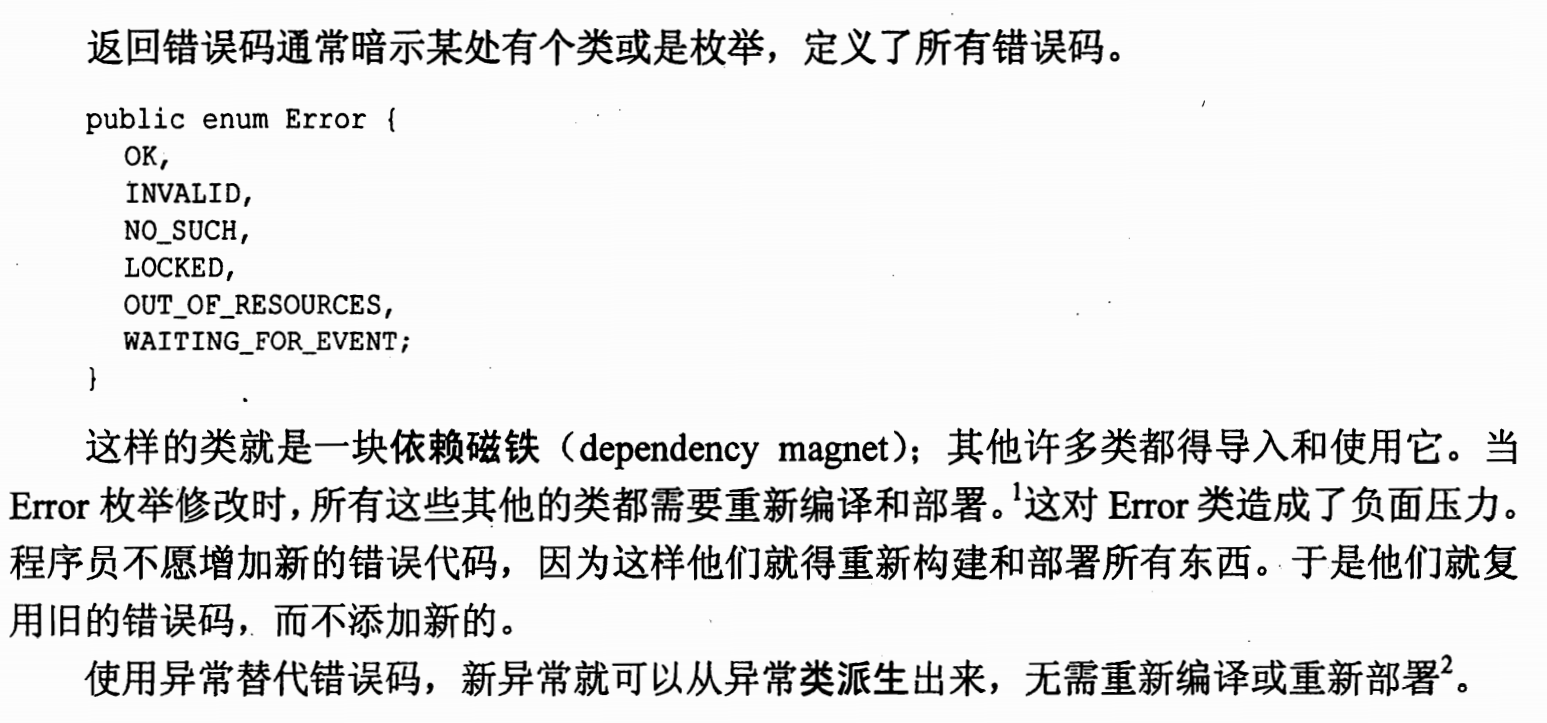 返回错误码通常暗示某处有个类或是枚举，定义了所有错误码。
public enum Error {
OK,
INVALID,
NO_SUCH,
LOCKED,
OUT_OF_RESOURCES,
WAITING_FOR_EVENT;
}
这样的类就是一块依赖磁铁（dependency magnet）；其他许多类都得导入和使用它。当
Error 枚举修改时，所有这些其他的类都需要重新编译和部署。1这对 Error 类造成了负面压力。
程序员不愿增加新的错误代码，因为这样他们就得重新构建和部署所有东西。于是他们就复
用旧的错误码，而不添加新的。
使用异常替代错误码，新异常就可以从异常类派生出来，无需重新编译或重新部署2。